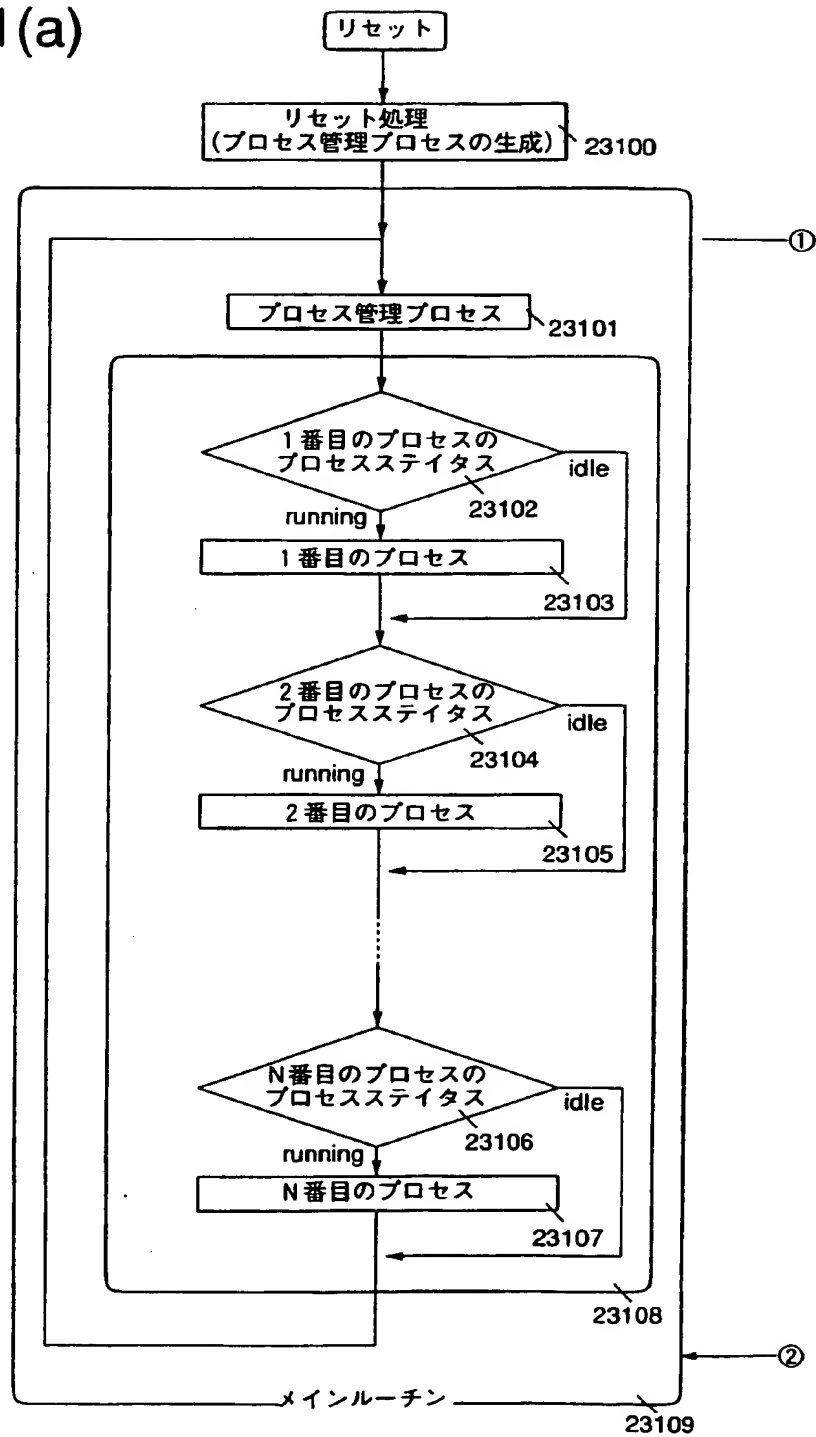 (a)
リセット
リセット処理
(プロセス管理プロセスの生成)
23100
①
プロセス管理プロセス
23101
1番目のプロセスの
プロセスステイタス
idle
23102
running
1番目のプロセス
23103
2番目のプロセスの
プロセスステイタス
idle
23104
running
2番目のプロセス
23105
N番目のプロセスの
プロセスステイタス
idle
23106
running
N番目のプロセス
23107
23108
②
メインルーチン
23109